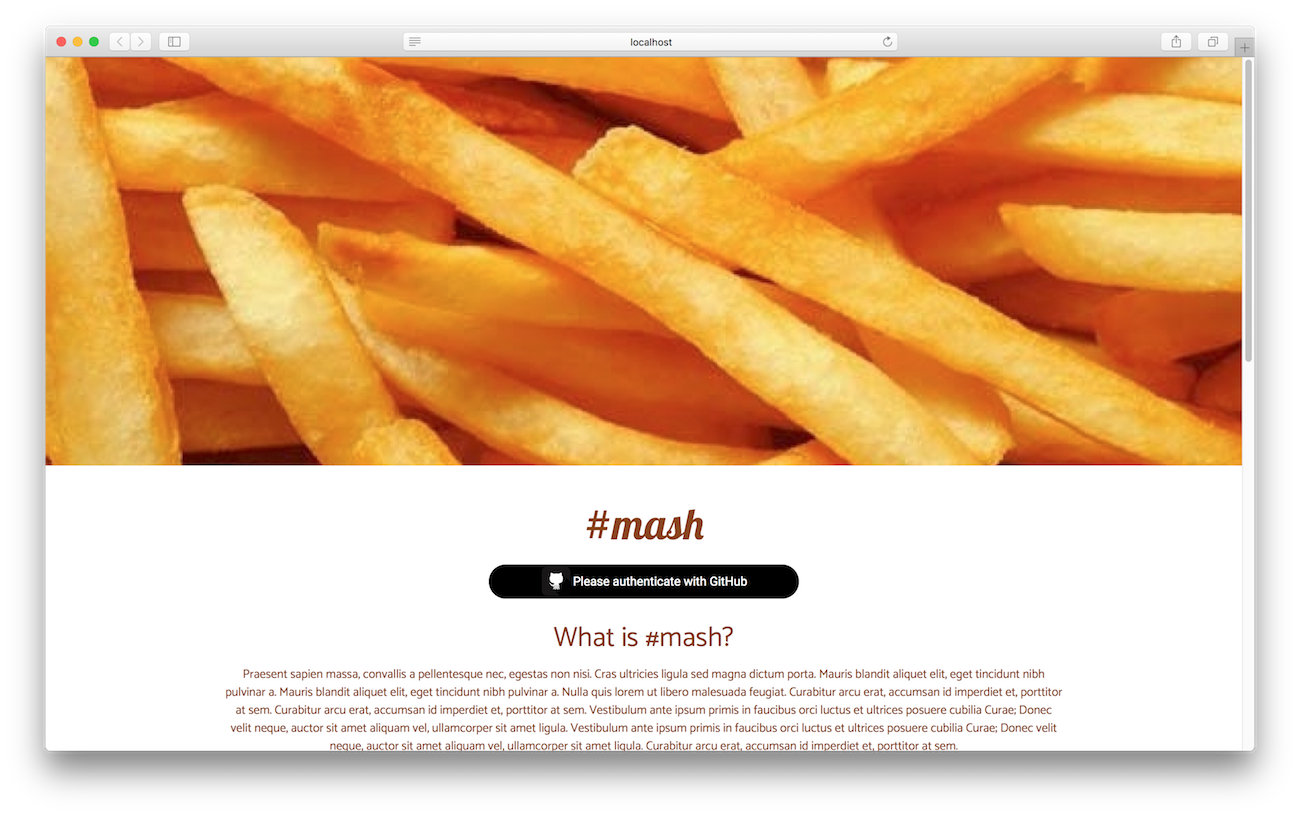 localhost
#mash
Please authenticate with GitHub
What is #mash?
Praesent sapien massa, convallis a pellentesque nec, egestas non nisi. Cras ultricies ligula sed magna dictum porta. Mauris blandit aliquet elit, eget tincidunt nibh
pulvinar a. Mauris blandit aliquet elit, eget tincidunt nibh pulvinar a. Nulla quis lorem ut libero malesuada feugiat. Curabitur arcu erat, accumsan id imperdiet et, porttitor
at sem. Curabitur arcu erat, accumsan id imperdiet et, porttitor at sem. Vestibulum ante ipsum primis in faucibus orci luctus et ultrices posuere cubilia Curae; Donec
velit neque, auctor sit amet aliquam vel, ullamcorper sit amet ligula. Vestibulum ante ipsum primis in faucibus orci luctus et ultrices posuere cubilia Curae; Donec velit
neque, auctor sit amet aliquam vel, ullamcorper sit amet ligula. Curabitur arcu erat, accumsan id imperdiet et, porttitor at sem.